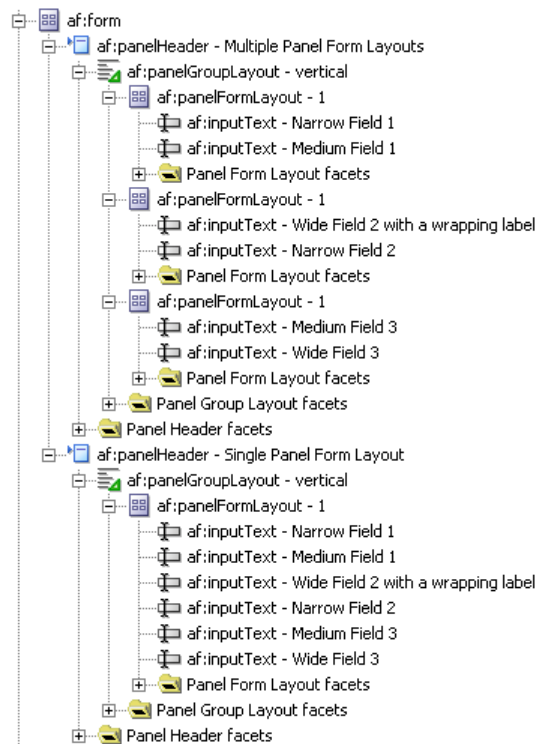 af:form
af:panelHeader - Multiple Panel Form Layouts
af:panelGroupLayout - vertical
af:panelFormLayout - 1
af:inputText - Narrow Field 1
af:inputText - Medium Field 1
Panel Form Layout facets
af:panelFormLayout - 1
af:inputText - Wide Field 2 with a wrapping label
af:inputText - Narrow Field 2
Panel Form Layout facets
af:panelFormLayout - 1
af:inputText - Medium Field 3
af:inputText - Wide Field 3
Panel Form Layout facets
Panel Group Layout facets
Panel Header facets
af:panelHeader - Single Panel Form Layout
af:panelGroupLayout - vertical
af:panelFormLayout - 1
af:inputText - Narrow Field 1
af:inputText - Medium Field 1
af:inputText - Wide Field 2 with a wrapping label
af:inputText - Narrow Field 2
af:inputText - Medium Field 3
af:inputText - Wide Field 3
Panel Form Layout facets
Panel Group Layout facets
Panel Header facets